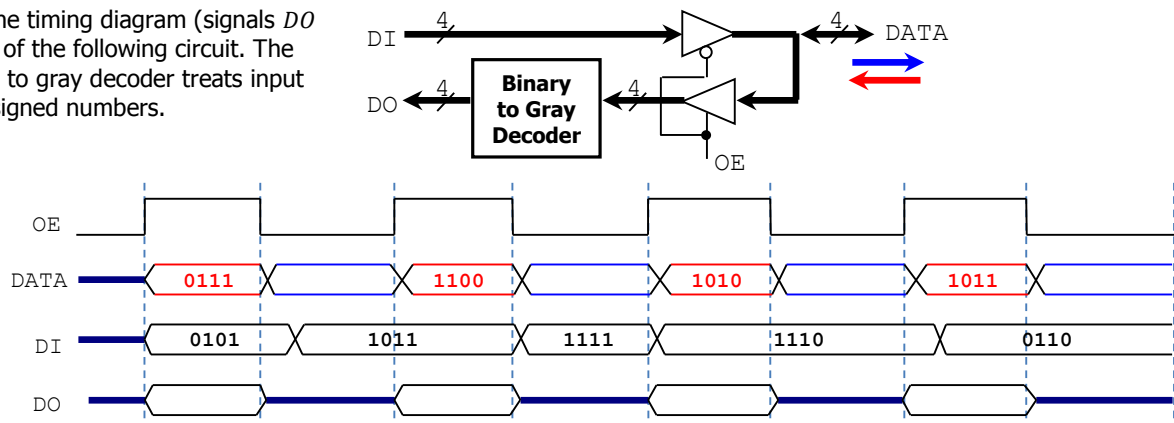 he timing diagram (signals DO
of the following circuit. The
to gray decoder treats input
signed numbers.
DI 4 4 DATA
DO 4 Binary to Gray Decoder 4
OE
OE
DATA 0111 1100 1010 1011
DI 0101 1011 1111 1110 0110
DO